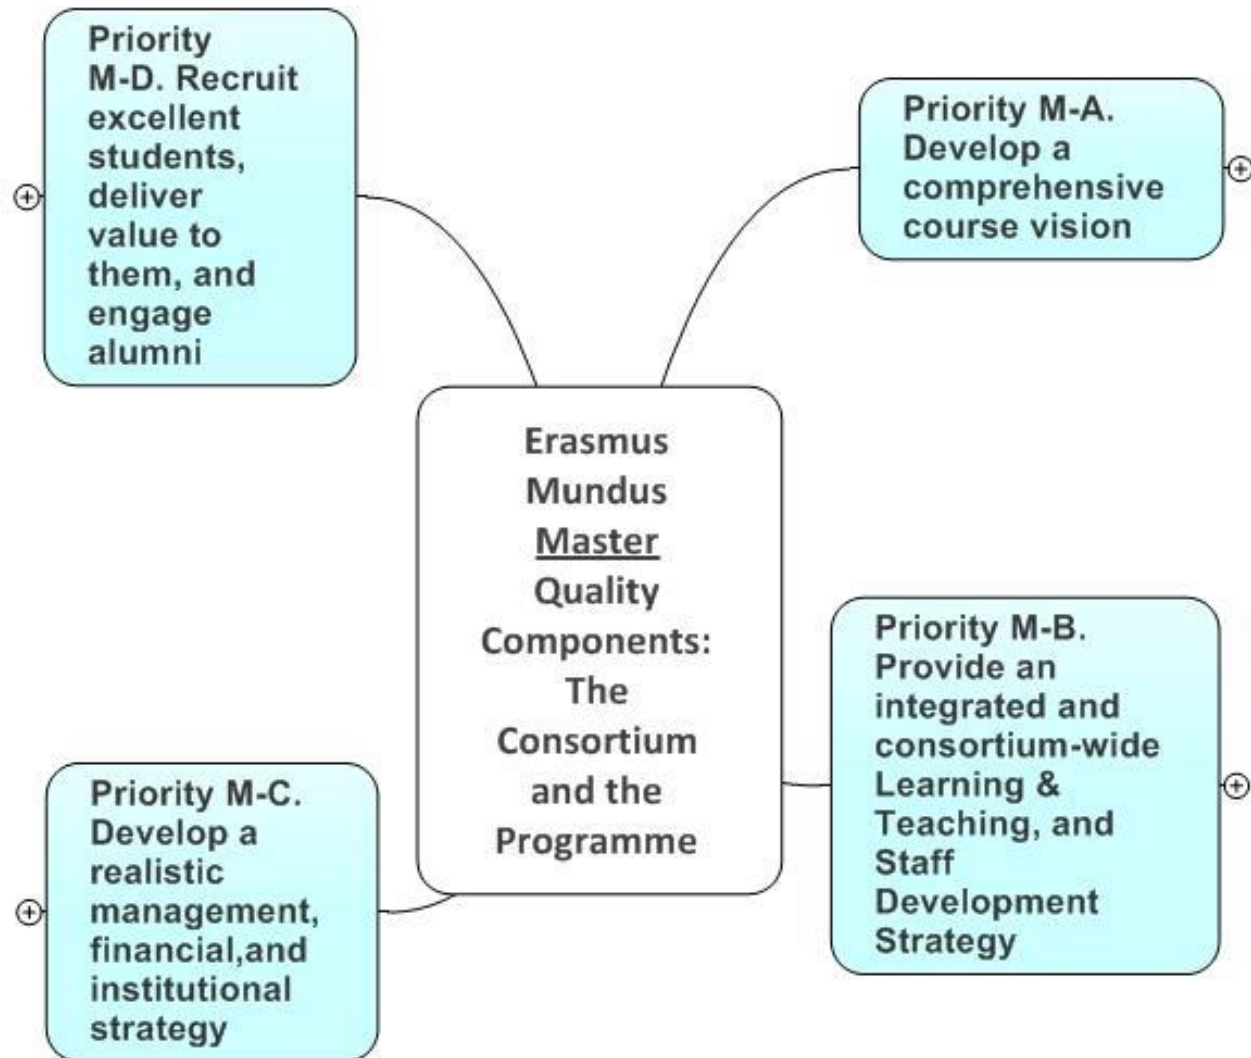 Priority
M-D. Recruit
excellent
students,
deliver
value to
them, and
engage
alumni
Priority M-A.
Develop a
comprehensive
course vision
Erasmus
Mundus
Master
Quality
Components:
The
Consortium
and the
Programme
Priority M-B.
Provide an
integrated and
consortium-wide
Learning &
Teaching, and
Staff
Development
Strategy
Priority M-C.
Develop a
realistic
management,
financial,and
institutional
strategy